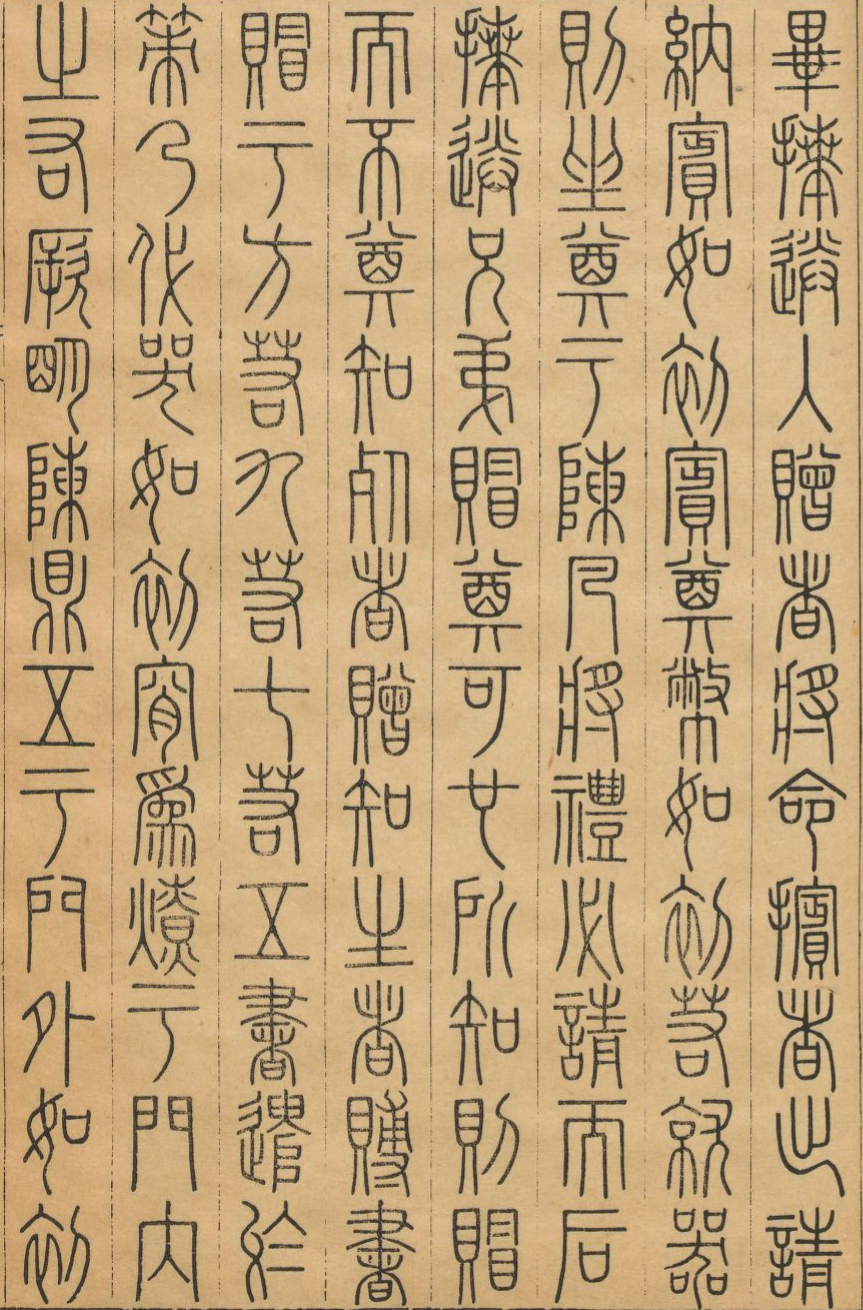 畢拜送入贈者將命擯者出請
納賓如初賓奠幣如初若就器
則坐奠于陳凡將禮必請而后
拜送兄弟賵奠可也所知則賵
而不奠知死者贈知生者賻書
賵于方若九若七若五書遣於
策乃代哭如初宵爲燎于門內
之右厥明陳鼎五于門外如初